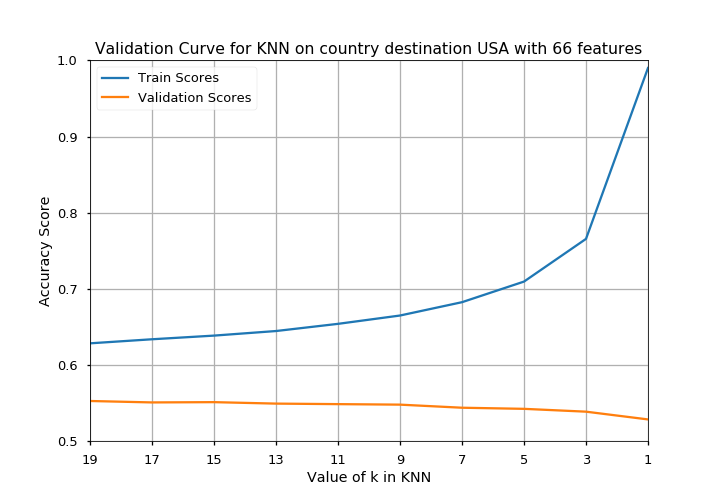 Validation Curve for KNN on country destination USA with 66 features
Train Scores
Validation Scores
1.0
0.9
0.8
0.7
0.6
0.5
Accuracy Score
19 17 15 13 11 9 7 5 3 1
Value of k in KNN